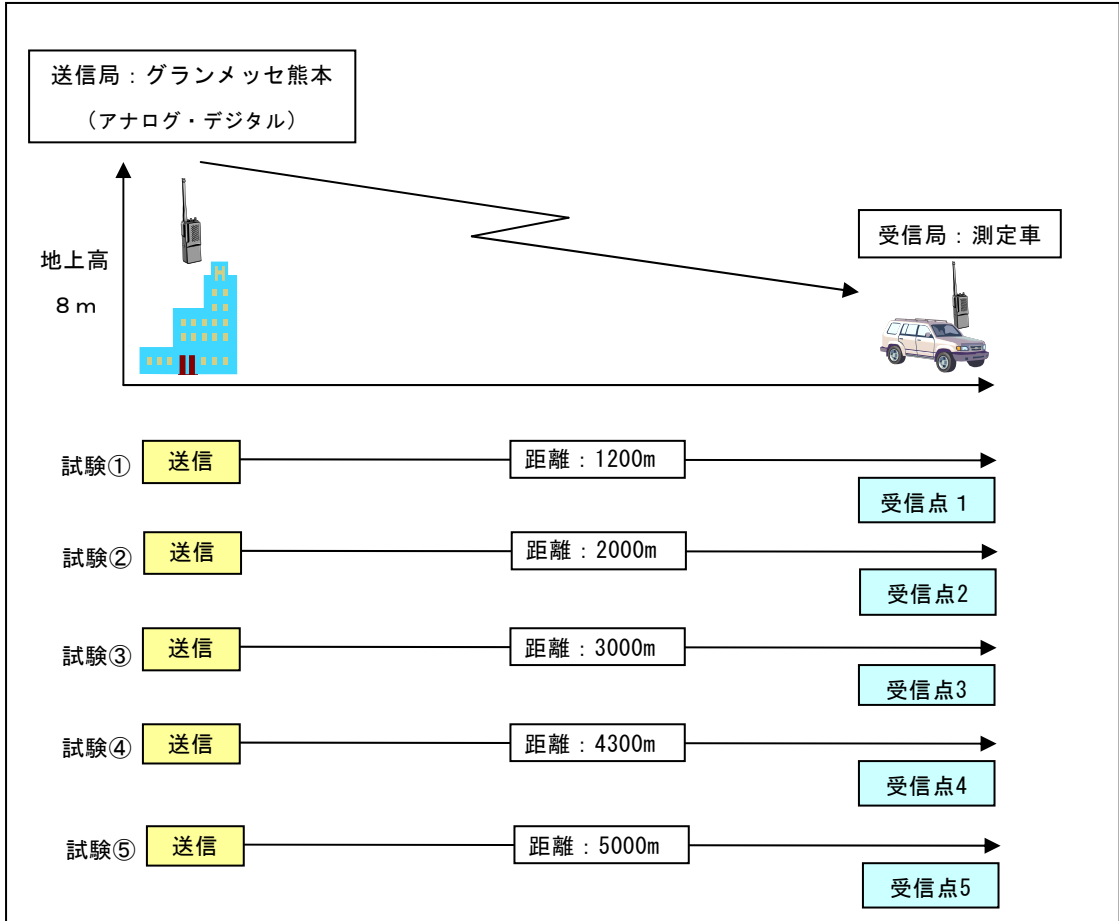 送信局：グランメッセ熊本
（アナログ・デジタル）
地上高
８ｍ
受信局：測定車
H
試験① 送信 距離：1200m
受信点１
試験② 送信 距離：2000m
受信点2
試験③ 送信 距離：3000m
受信点3
試験④ 送信 距離：4300m
受信点4
試験⑤ 送信 距離：5000m
受信点5